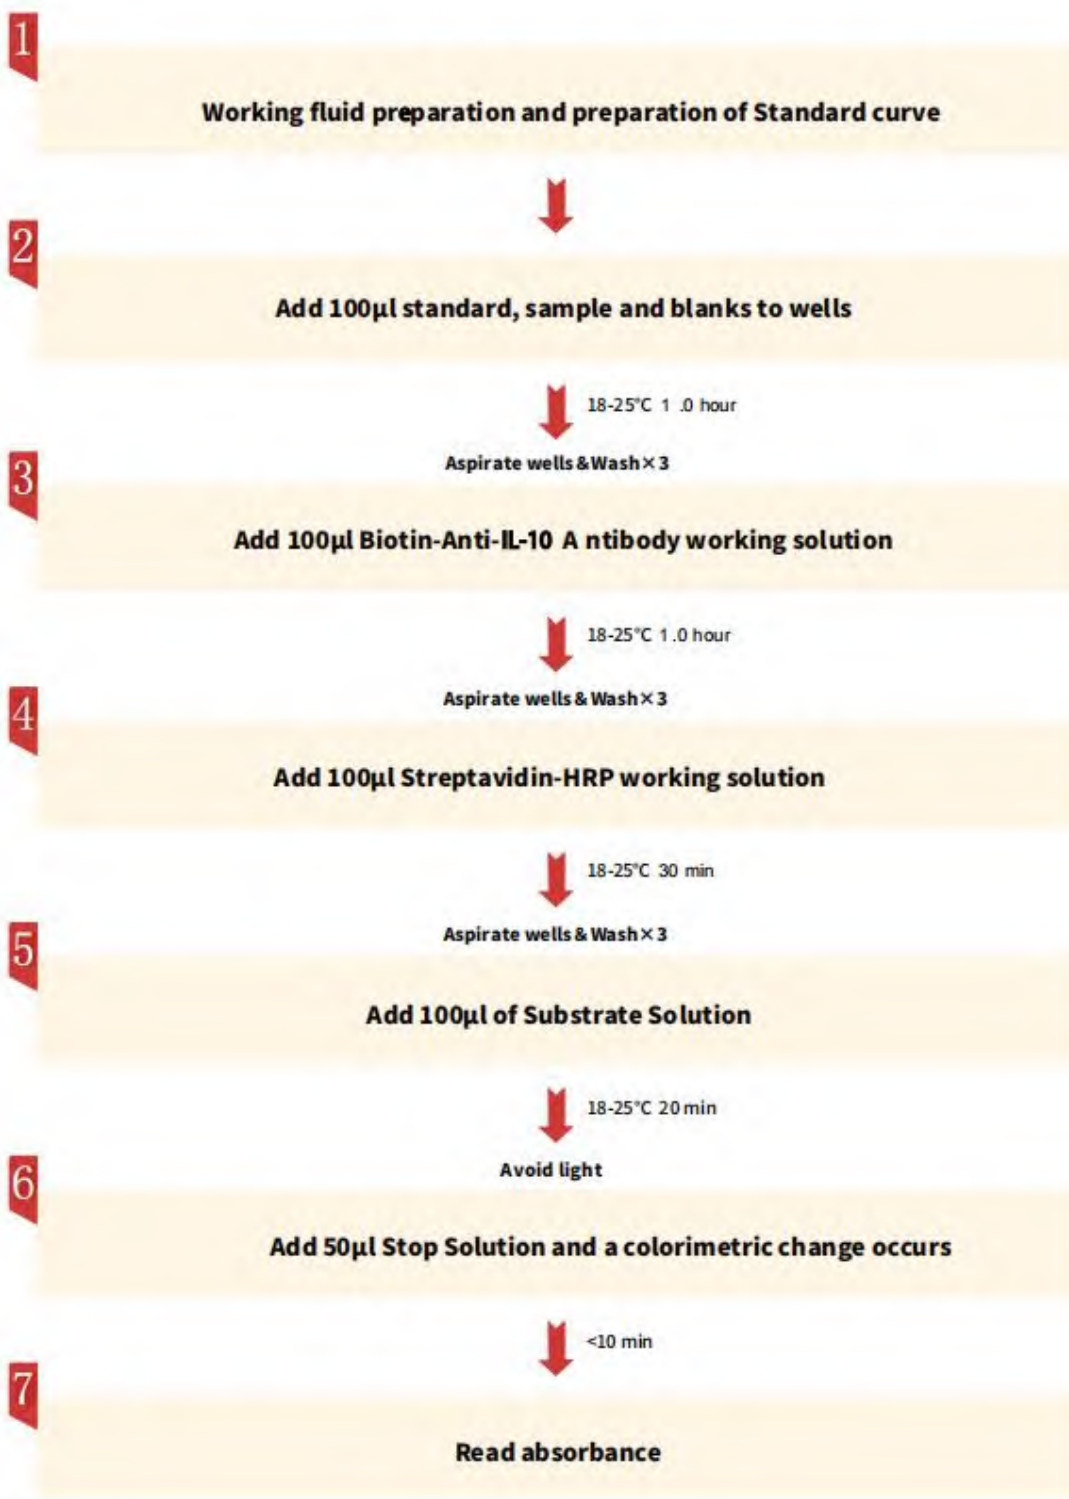 1
Working fluid preparation and preparation of Standard curve
2
Add 100μl standard, sample and blanks to wells
18-25°C 1 .0 hour
Aspirate wells&Wash×3
3
Add 100μl Biotin-Anti-IL-10 A ntibody working solution
18-25°C 1.0 hour
Aspirate wells&Wash×3
4
Add 100μl Streptavidin-HRP working solution
18-25°C 30 min
Aspirate wells&Wash×3
5
Add 100μl of Substrate Solution
18-25°C 20min
Avoid light
6
Add 50μl Stop Solution and a colorimetric change occurs
<10 min
7
Read absorbance